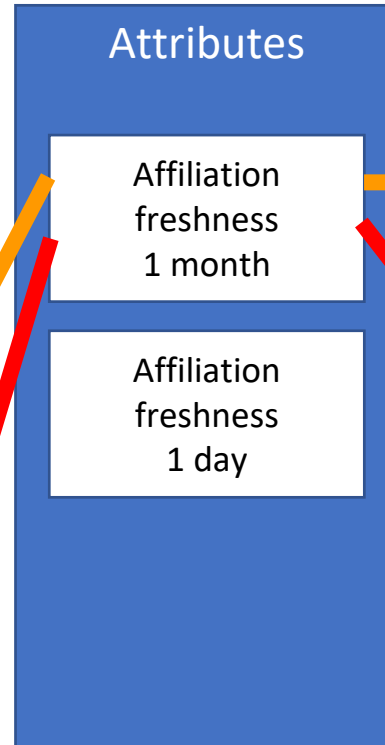 Attributes
Affiliation
freshness
1 month
Affiliation
freshness
1 day